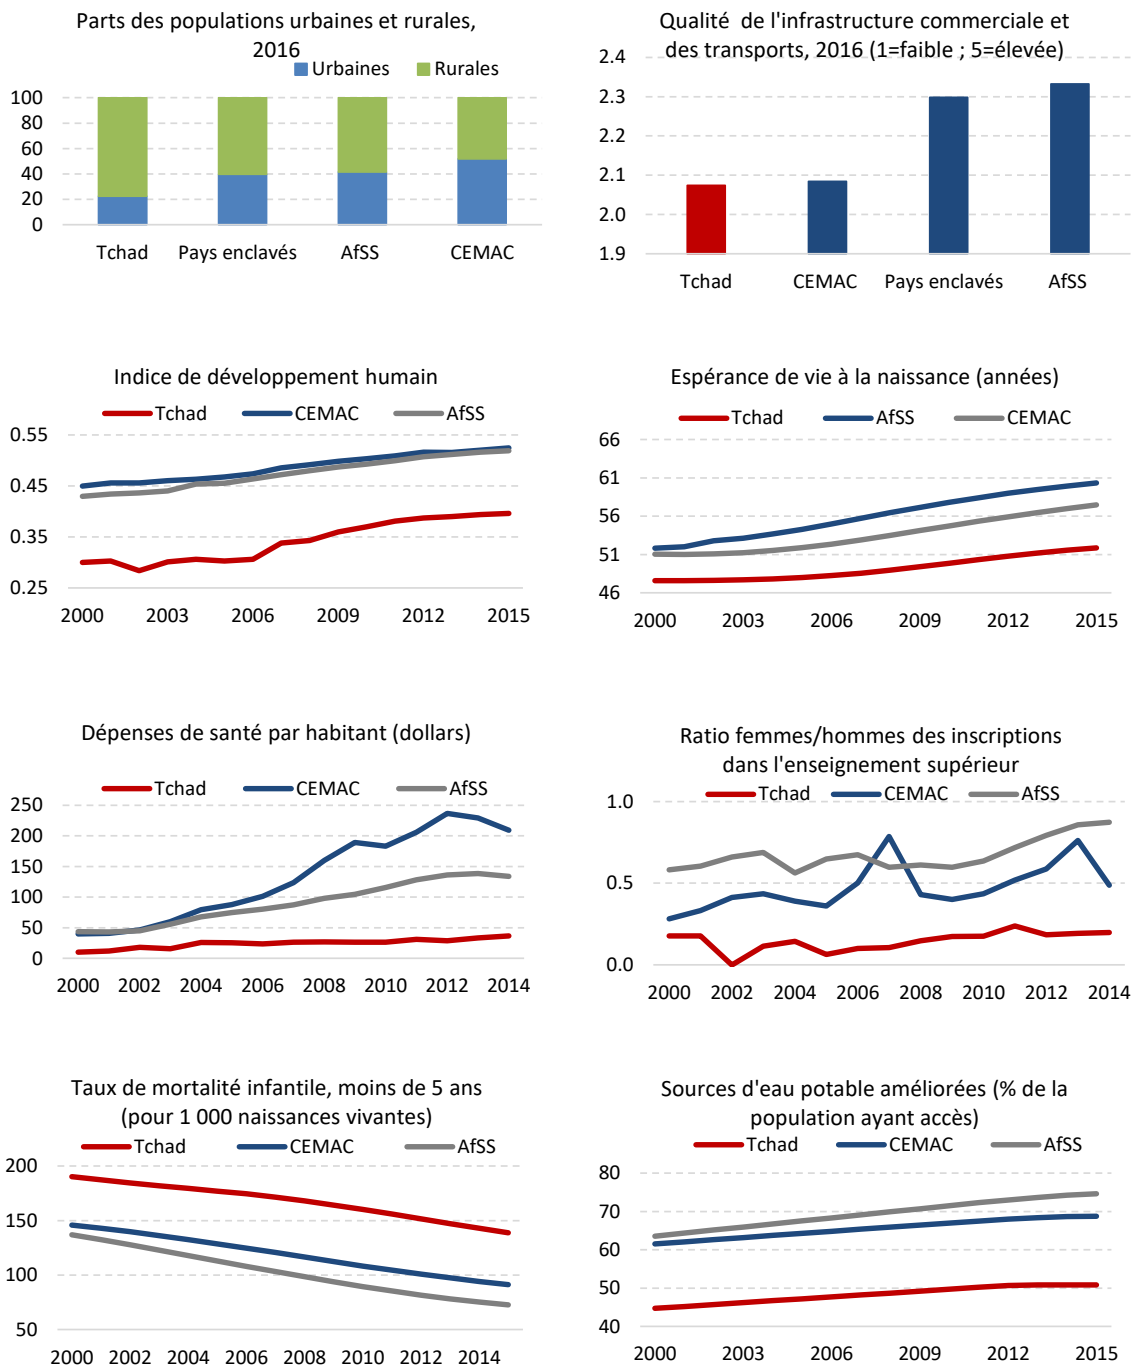 Parts des populations urbaines et rurales,
2016
Urbaines Rurales
100
80
60
40
20
0
Tchad Pays enclavés AfSS CEMAC
Qualité de l'infrastructure commerciale et
des transports, 2016 (1=faible ; 5=élevée)
2.4
2.3
2.2
2.1
2.0
1.9
Tchad CEMAC Pays enclavés AfSS
Indice de développement humain
Tchad CEMAC AfSS
0.55
0.45
0.35
0.25
2000 2003 2006 2009 2012 2015
Espérance de vie à la naissance (années)
Tchad AfSS CEMAC
66
61
56
51
46
2000 2003 2006 2009 2012 2015
Dépenses de santé par habitant (dollars)
Tchad CEMAC AfSS
250
200
150
100
50
0
2000 2002 2004 2006 2008 2010 2012 2014
Ratio femmes/hommes des inscriptions
dans l'enseignement supérieur
Tchad CEMAC AfSS
1.0
0.5
0.0
2000 2002 2004 2006 2008 2010 2012 2014
Taux de mortalité infantile, moins de 5 ans
(pour 1 000 naissances vivantes)
Tchad CEMAC AfSS
200
150
100
50
2000 2002 2004 2006 2008 2010 2012 2014
Sources d'eau potable améliorées (% de la
population ayant accès)
Tchad CEMAC AfSS
80
70
60
50
40
2000 2003 2006 2009 2012 2015